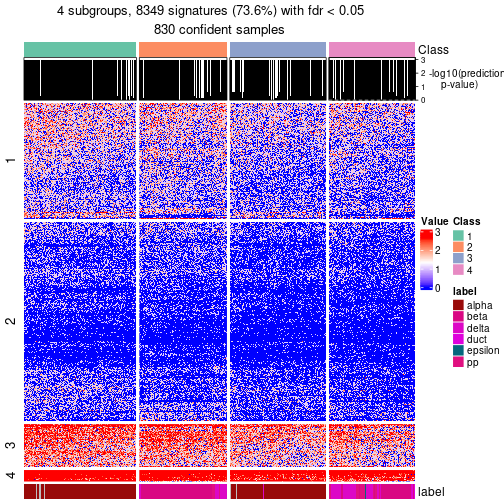 4 subgroups, 8349 signatures (73.6%) with fdr < 0.05
830 confident samples
Class
3
2
1
0
-log10(prediction
p-value)
1
2
3
4
Value
3
2
1
0
Class
1
2
3
4
label
alpha
beta
delta
duct
epsilon
pp
label